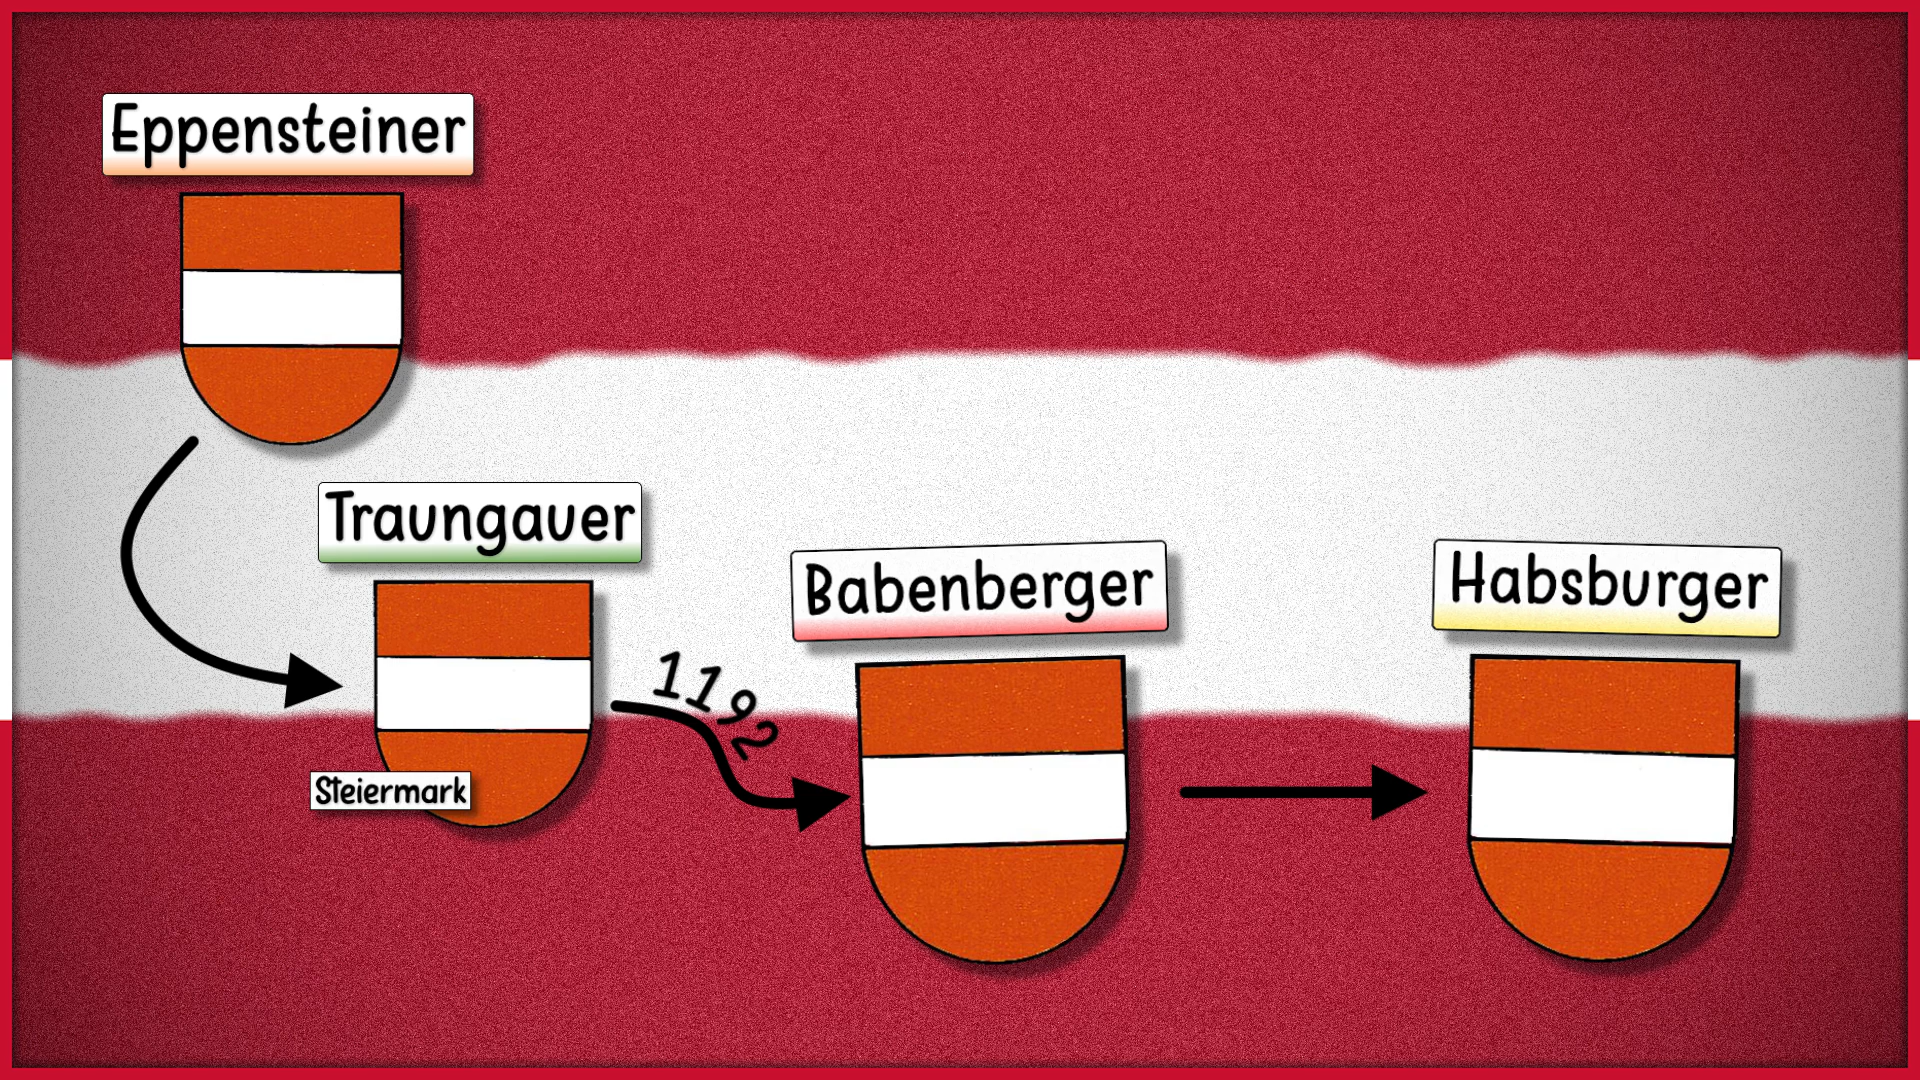 Eppensteiner
Traungauer
Steiermark
1192
Babenberger
Habsburger